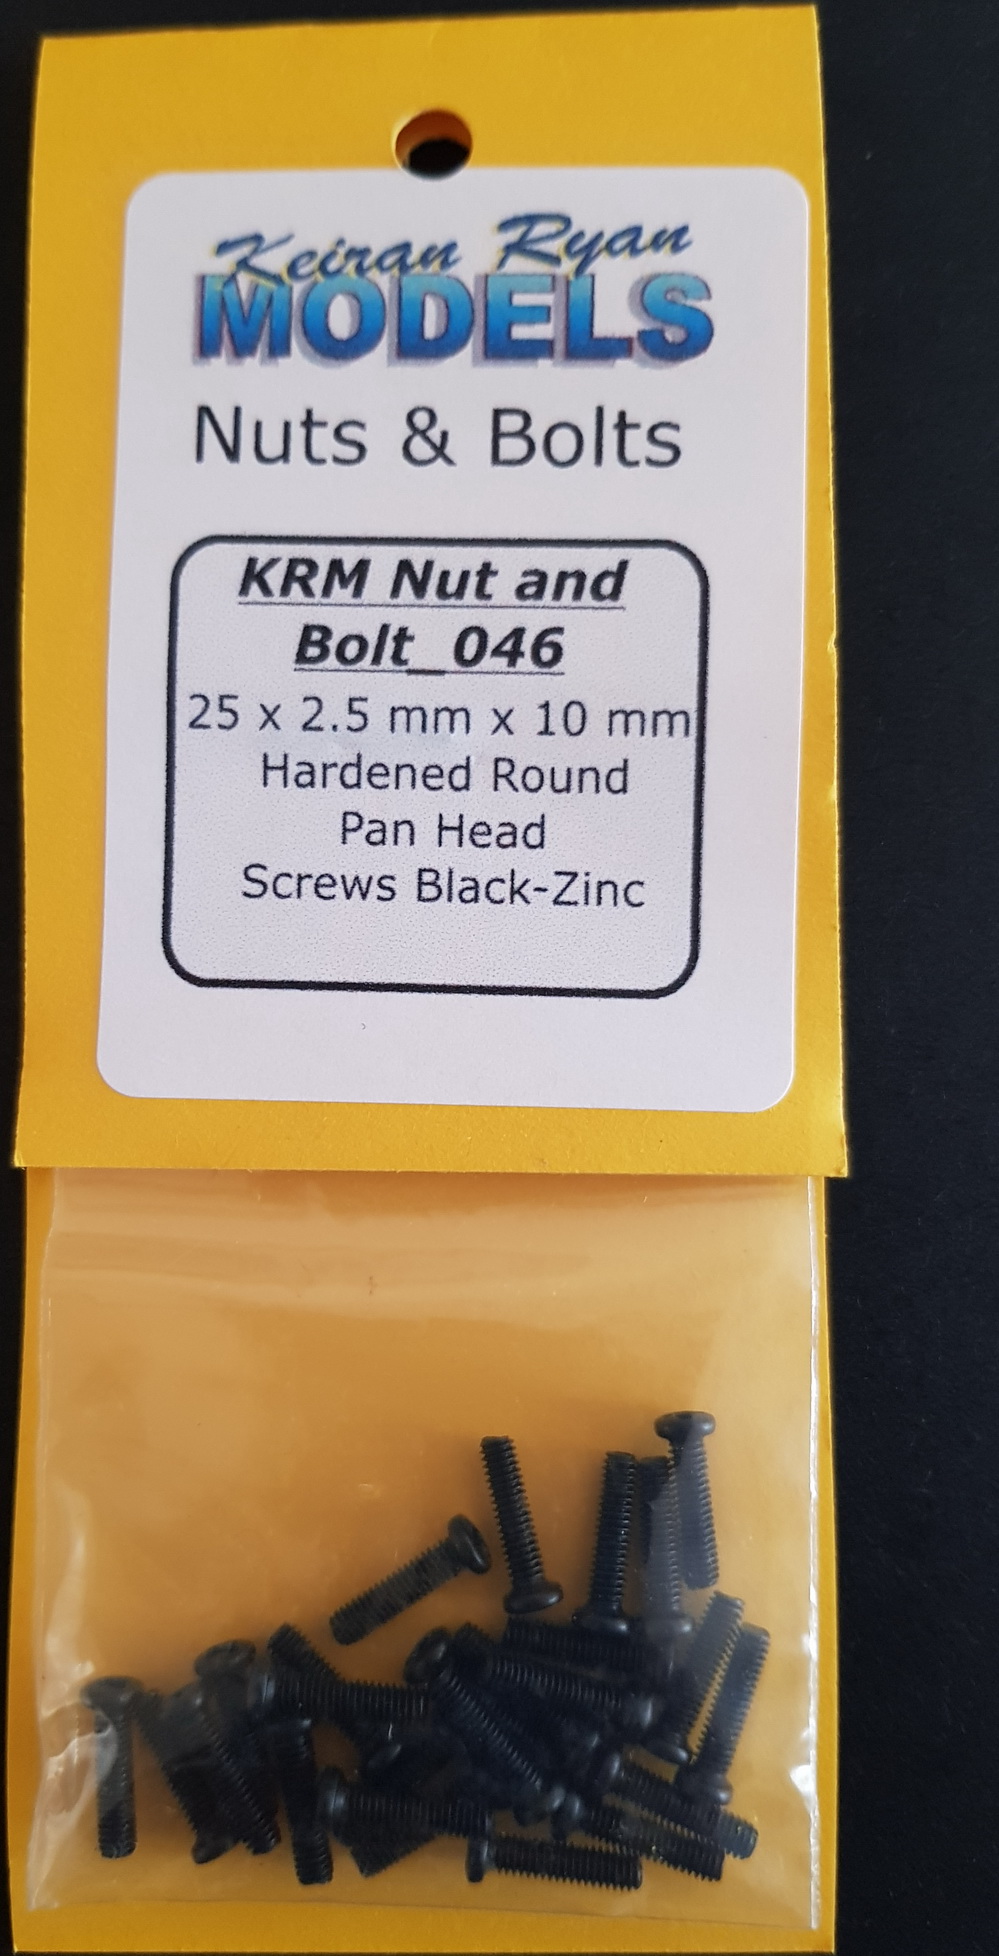 Keiran Ryan
MODELS
Nuts & Bolts
KRM Nut and
Bolt_046
25 x 2.5 mm x 10 mm
Hardened Round
Pan Head
Screws Black-Zinc